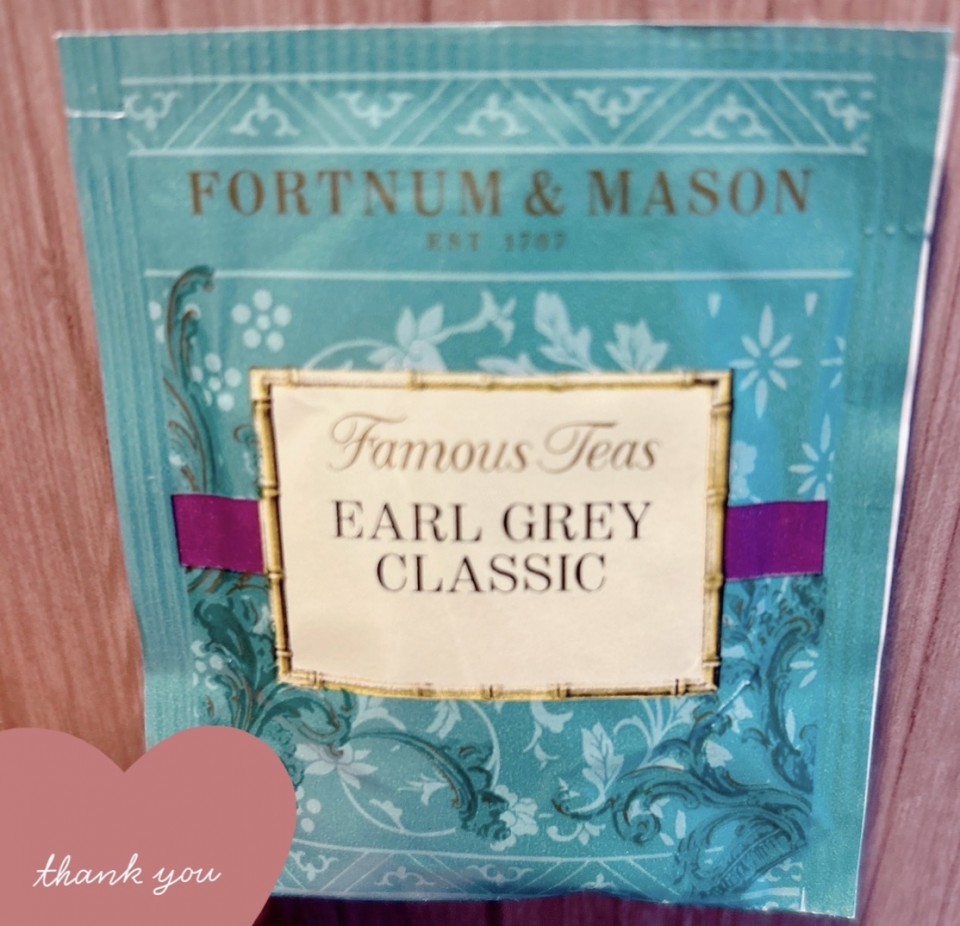 FORTNUM & MASON
EST 1707
Famous Teas
EARL GREY
CLASSIC
thank you